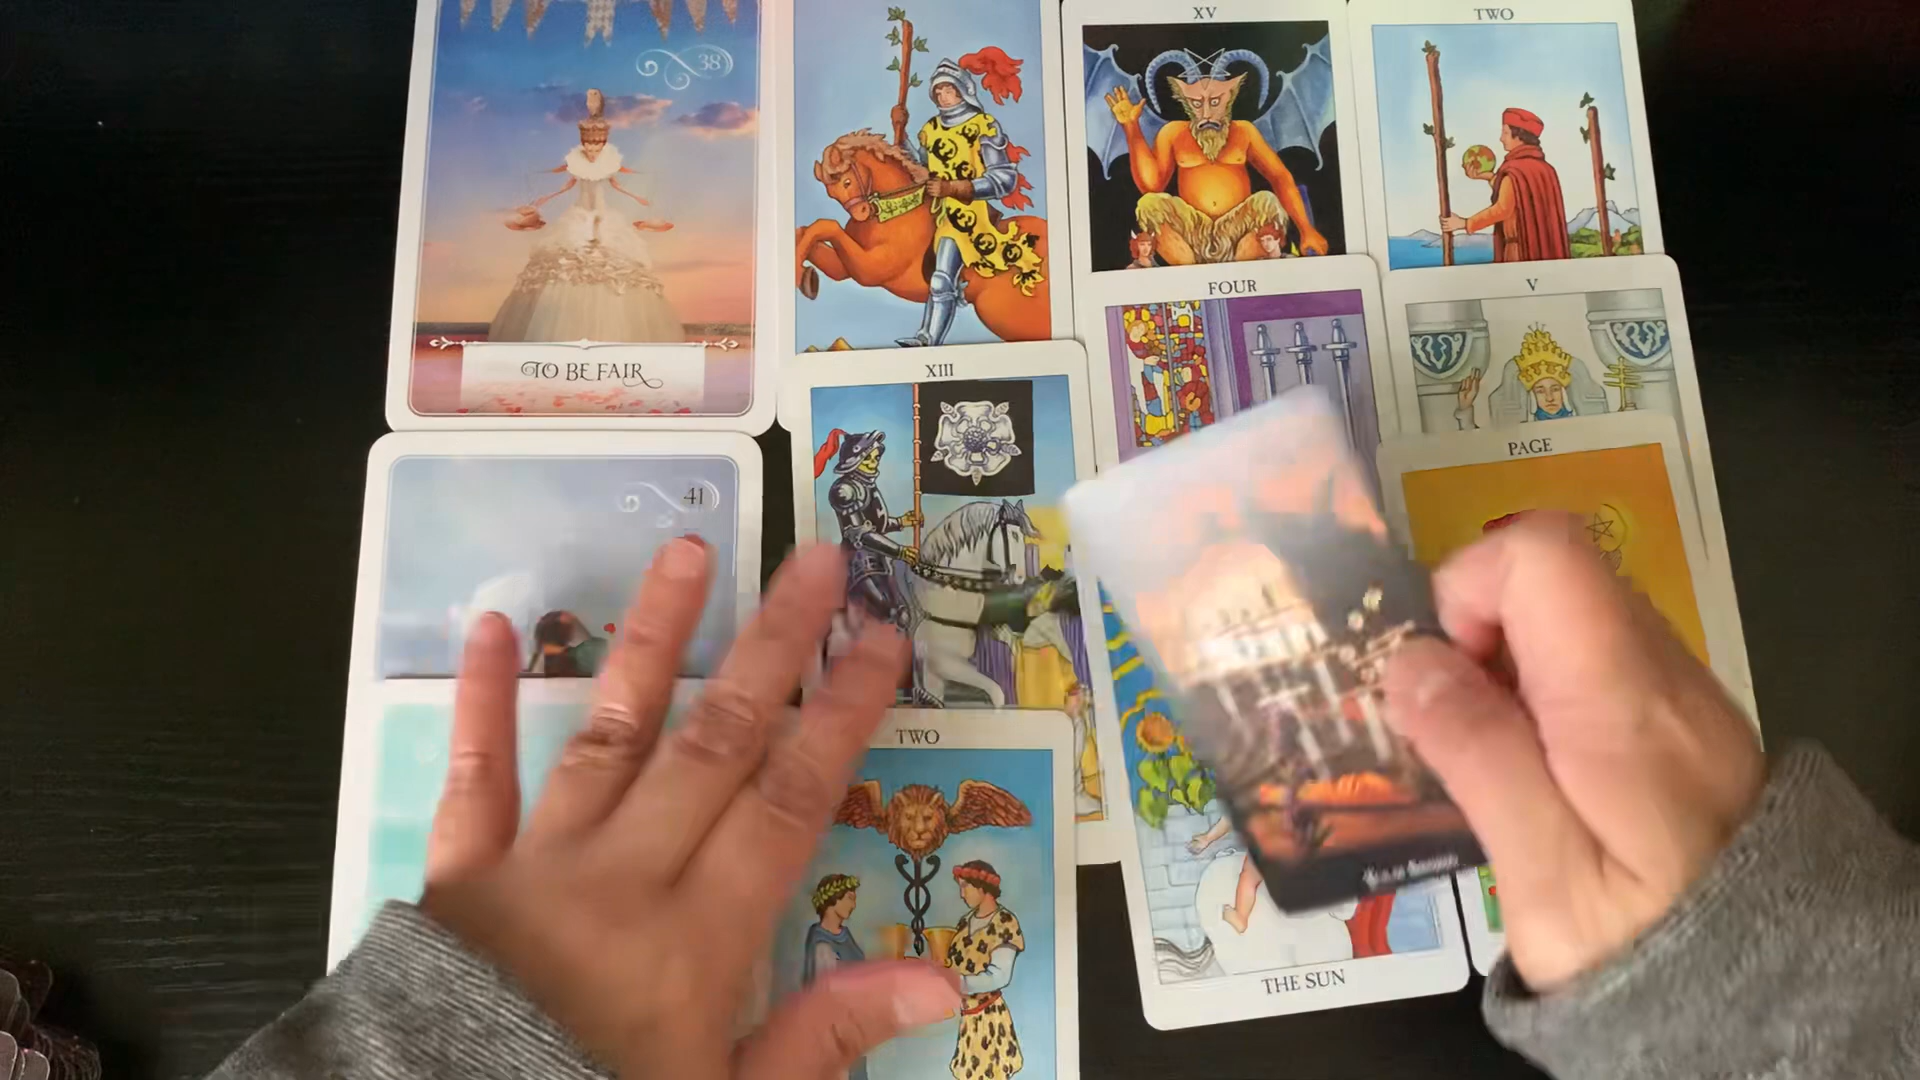 38
XV
TWO
TO BE FAIR
FOUR
V
XIII
PAGE
41
TWO
THE SUN